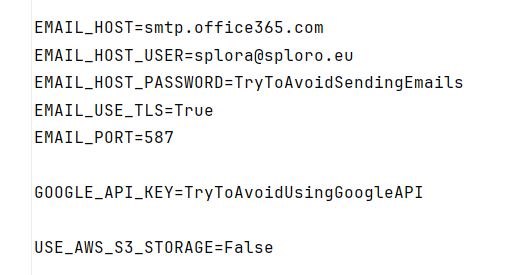 EMAIL_HOST=smtp.office365.com
EMAIL_HOST_USER=splora@sploro.eu
EMAIL_HOST_PASSWORD=TryToAvoidSendingEmails
EMAIL_USE_TLS=True
EMAIL_PORT=587
GOOGLE_API_KEY=TryToAvoidUsingGoogleAPI
USE_AWS_S3_STORAGE=False